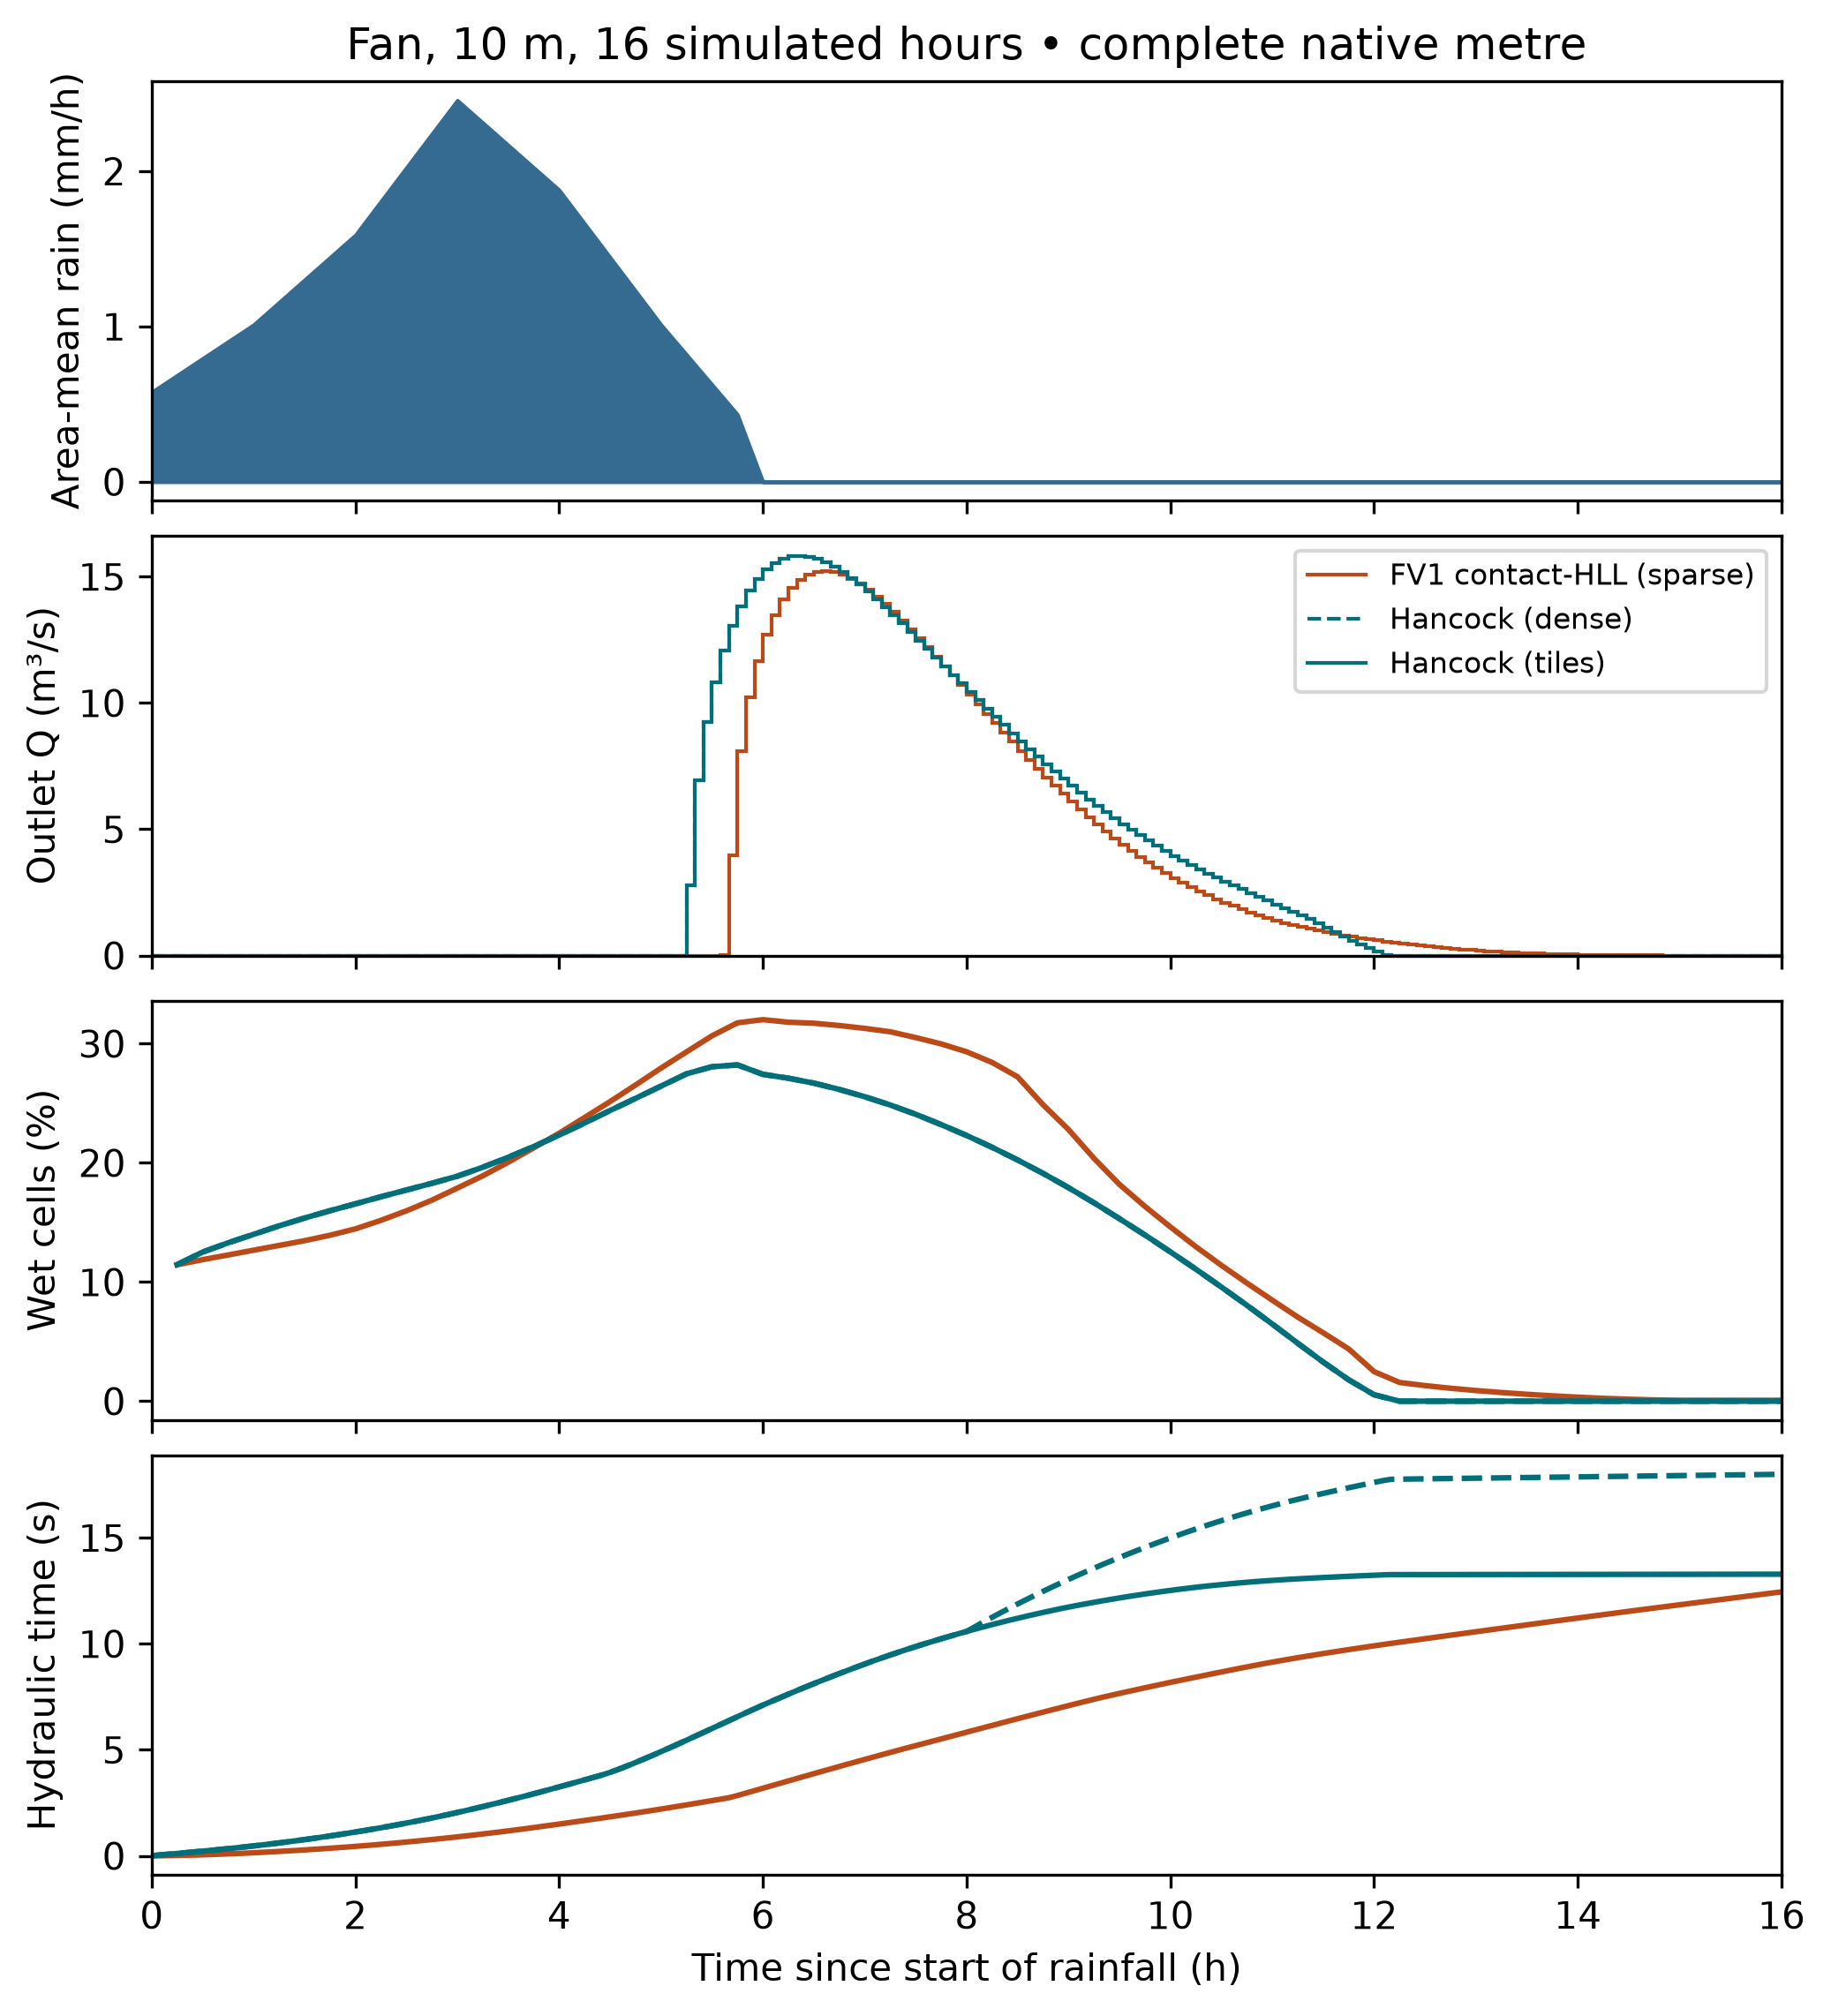 Fan, 10 m, 16 simulated hours • complete native metre
Area-mean rain (mm/h)
2
1
0
Outlet Q (m³/s)
15
10
5
0
FV1 contact-HLL (sparse)
Hancock (dense)
Hancock (tiles)
Wet cells (%)
30
20
10
0
Hydraulic time (s)
15
10
5
0
0 2 4 6 8 10 12 14 16
Time since start of rainfall (h)